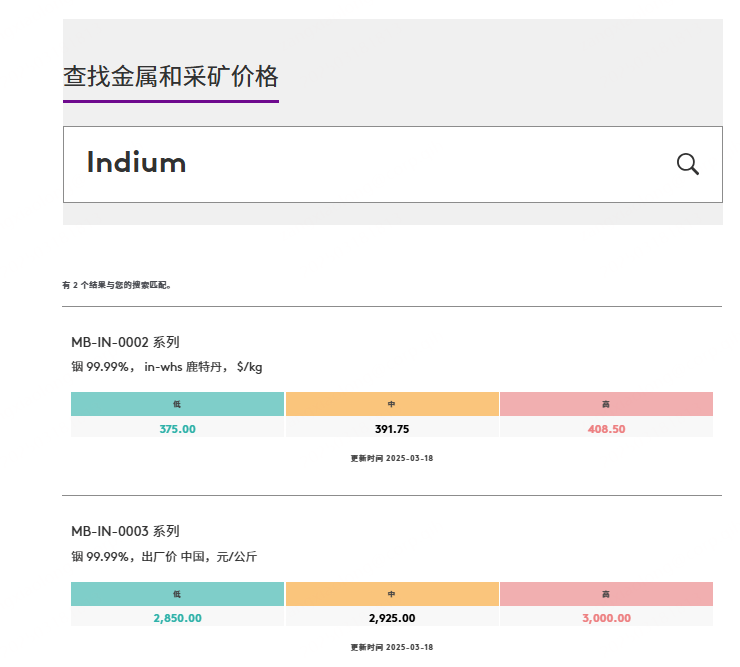 查找金属和采矿价格
Indium
有 2 个结果与您的搜索匹配。
MB-IN-0002 系列
铟 99.99%， in-whs 鹿特丹， $/kg
低 中 高
375.00 391.75 408.50
更新时间 2025-03-18
MB-IN-0003 系列
铟 99.99%，出厂价 中国，元/公斤
低 中 高
2,850.00 2,925.00 3,000.00
更新时间 2025-03-18